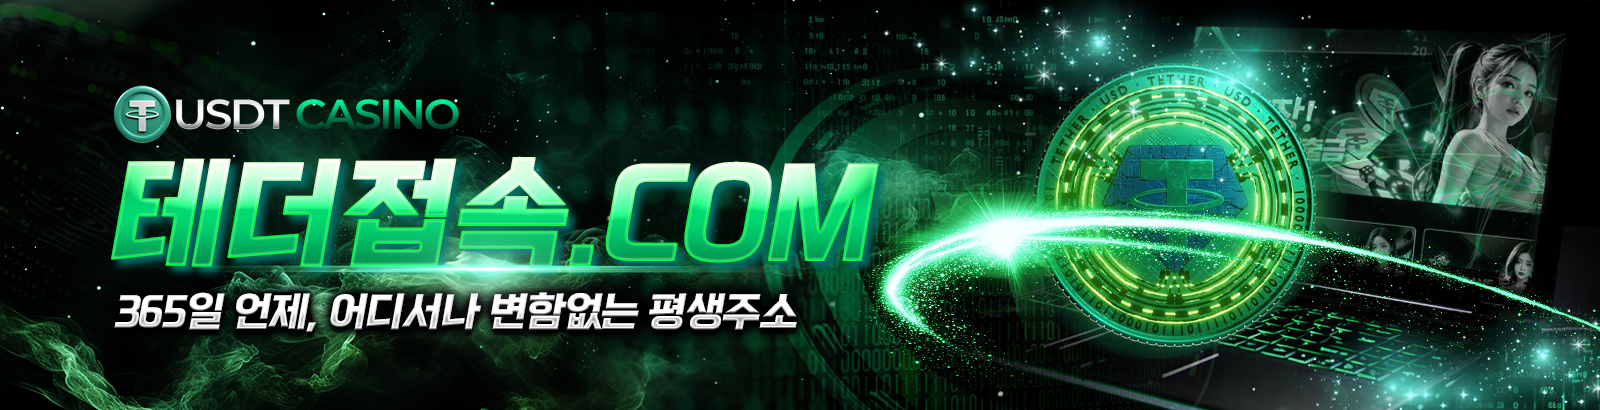 USDT CASINO
테더접속.COM
365일 언제, 어디서나 변함없는 평생주소
TETHER · USD · TETHER · USD · TETHER